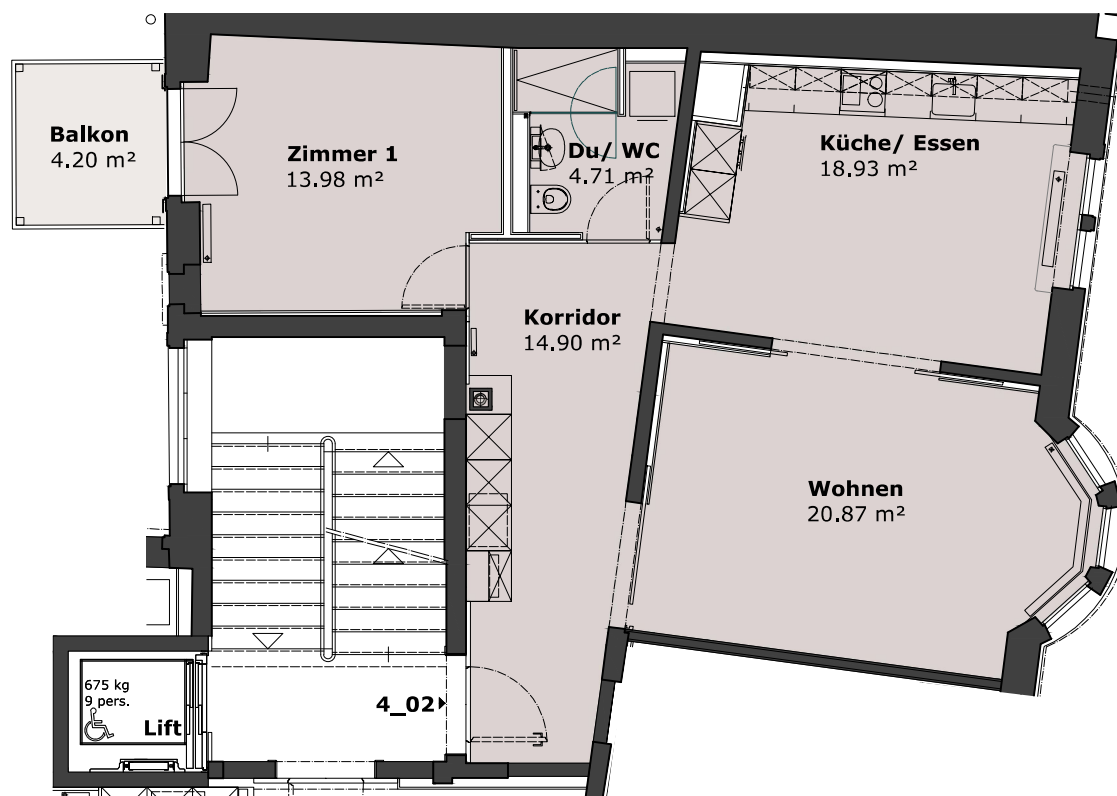 Balkon
4.20 m²
Zimmer 1
13.98 m²
Du/ WC
4.71 m²
Küche/ Essen
18.93 m²
Korridor
14.90 m²
Wohnen
20.87 m²
675 kg
9 pers.
Lift
4_02